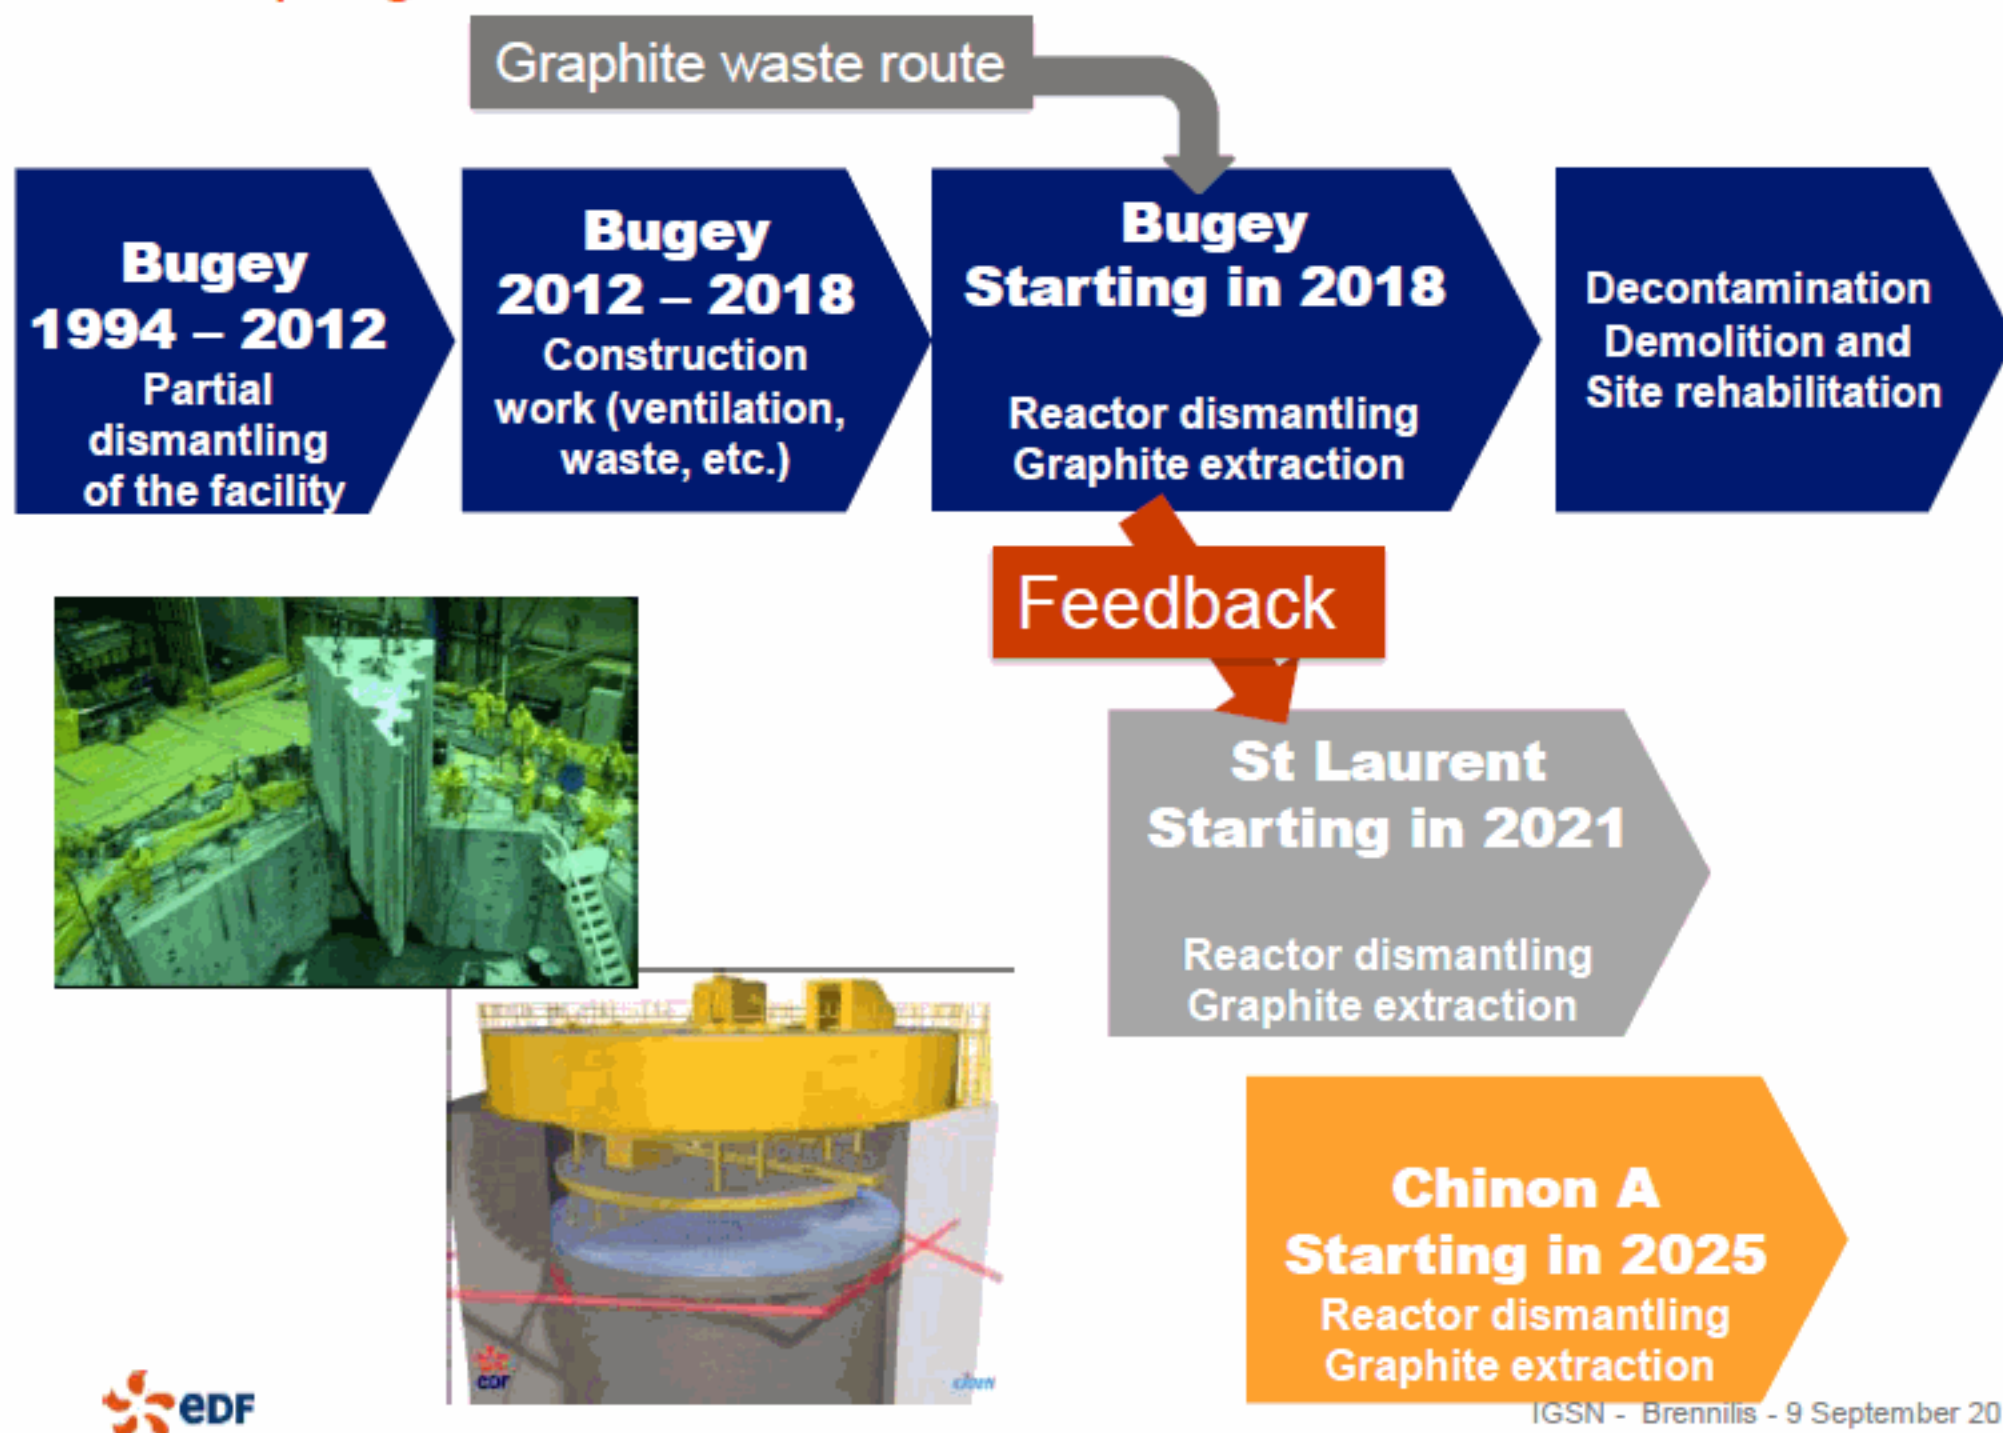 Graphite waste route
Bugey
1994 – 2012
Partial
dismantling
of the facility
Bugey
2012 – 2018
Construction
work (ventilation,
waste, etc.)
Bugey
Starting in 2018
Reactor dismantling
Graphite extraction
Decontamination
Demolition and
Site rehabilitation
Feedback
St Laurent
Starting in 2021
Reactor dismantling
Graphite extraction
Chinon A
Starting in 2025
Reactor dismantling
Graphite extraction
eDF
CIDEN
eDF
IGSN - Brennilis - 9 September 20